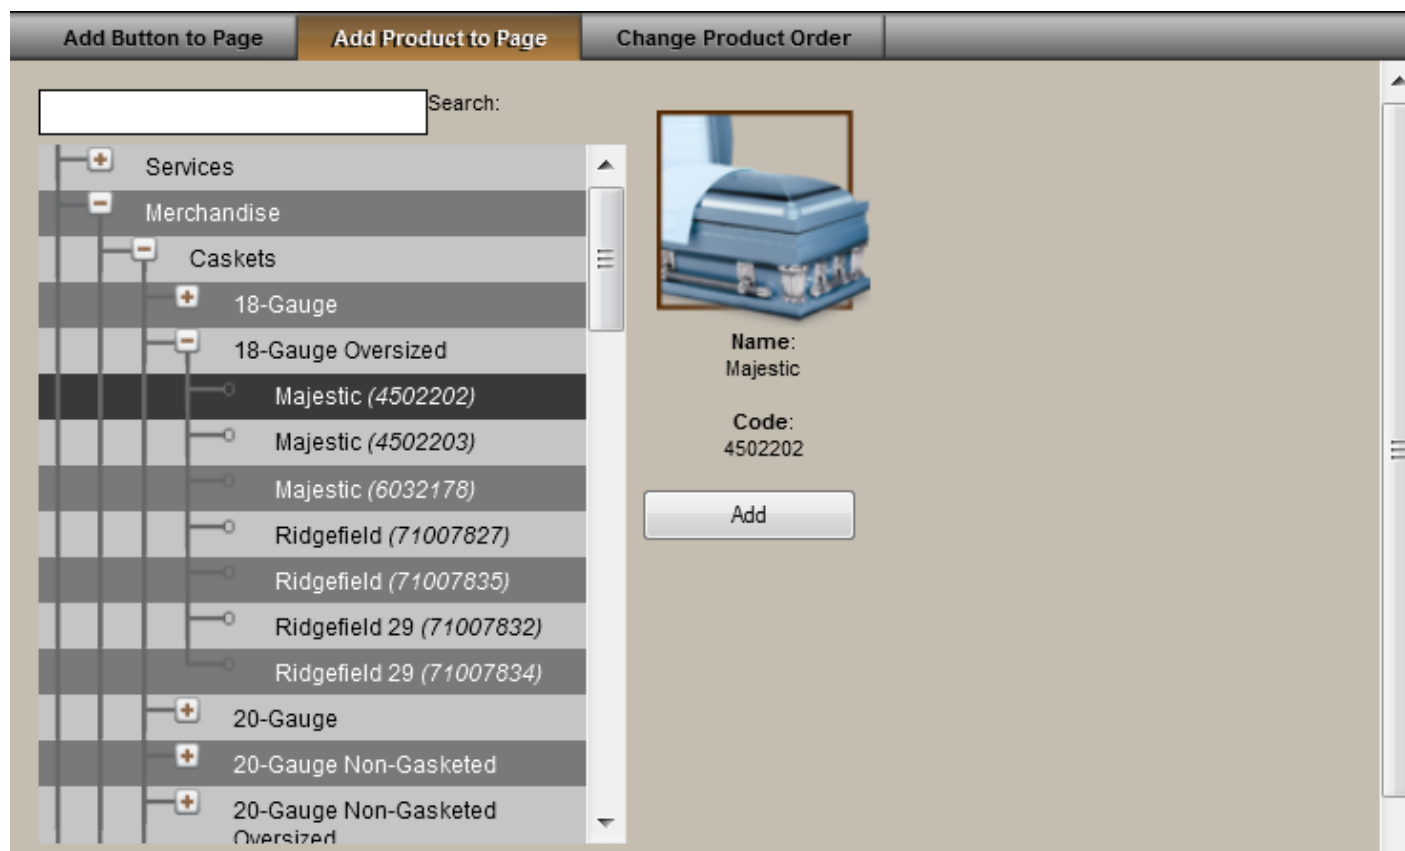 Add Button to Page
Add Product to Page
Change Product Order
Search:
Services
Merchandise
Caskets
18-Gauge
18-Gauge Oversized
Majestic (4502202)
Majestic (4502203)
Majestic (6032178)
Ridgefield (71007827)
Ridgefield (71007835)
Ridgefield 29 (71007832)
Ridgefield 29 (71007834)
20-Gauge
20-Gauge Non-Gasketed
20-Gauge Non-Gasketed
Oversized
Name:
Majestic
Code:
4502202
Add